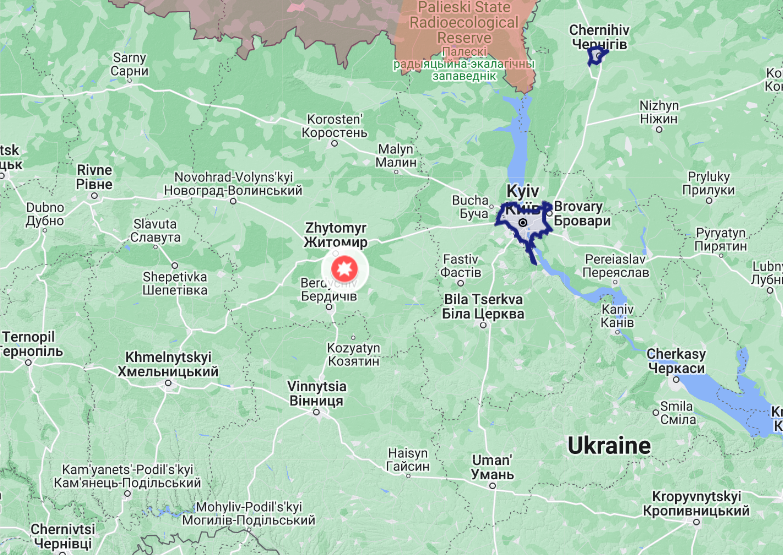 Palieski State
Radioecological
Reserve
Палескі
радыяцыйна-экалагічны
запаведнік
Chernihiv
Чернігів
Sarny
Сарни
Nizhyn
Ніжин
Korosten'
Коростень
Malyn
Малин
Rivne
Рівне
Novohrad-Volyns'kyi
Новоград-Волинський
Pryluky
Прилуки
Kyiv
Київ
Bucha
Буча
Brovary
Бровари
Dubno
Дубно
Slavuta
Славута
Zhytomyr
Житомир
Pyryatyn
Пирятин
Fastiv
Фастів
Pereiaslav
Переяслав
Shepetivka
Шепетівка
Berdychiv
Бердичів
Bila Tserkva
Біла Церква
Kaniv
Канів
Ternopil
Kozyatyn
Козятин
Khmelnytskyi
Хмельницький
Cherkasy
Черкаси
Vinnytsia
Вінниця
Smila
Сміла
Ukraine
Haisyn
Гайсин
Uman'
Умань
Kam'yanets'-Podil's'kyi
Кам'янець-Подільський
Kropyvnytskyi
Кропивницький
Mohyliv-Podil's'kyi
Могилів-Подільський
Chernivtsi
Чернівці